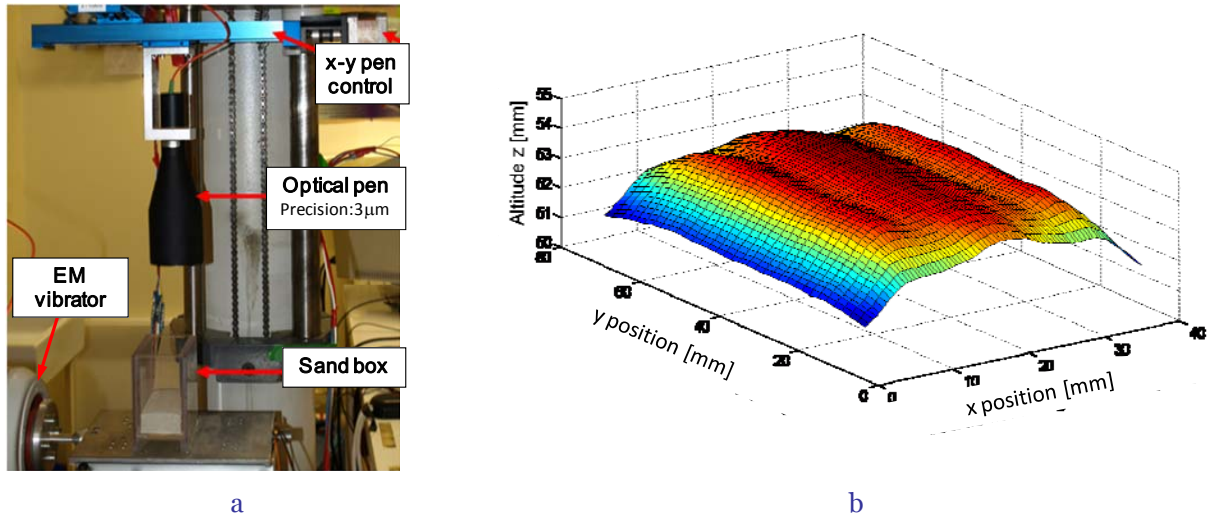 x-y pen
control
Optical pen
Precision:3μm
EM
vibrator
Sand box
a
55
54
53
52
51
50
Altitude z [mm]
80
60
40
20
0
y position [mm]
0
10
20
30
40
x position [mm]
b